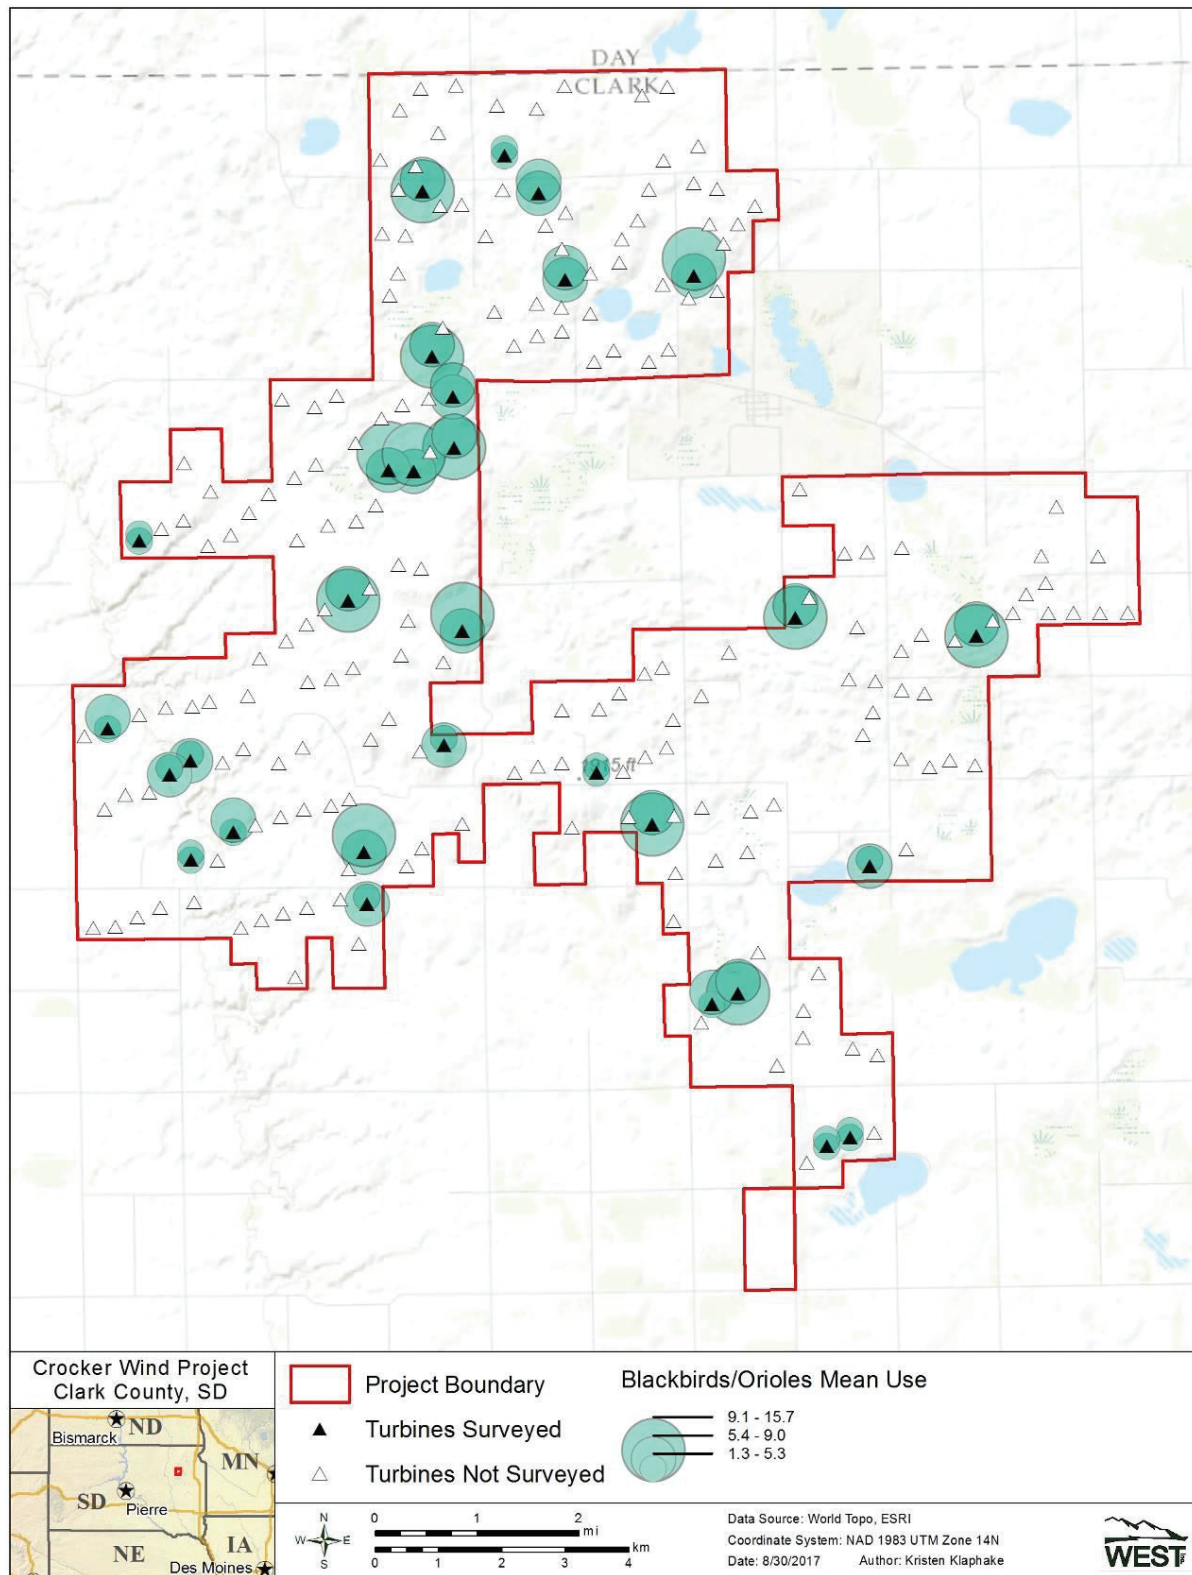 DAY
CLARK
1915 ft
Crocker Wind Project
Clark County, SD
ND
Bismarck
MN
SD
Pierre
NE
IA
Des Moines
Project Boundary
Turbines Surveyed
Turbines Not Surveyed
Blackbirds/Orioles Mean Use
9.1 - 15.7
5.4 - 9.0
1.3 - 5.3
N
W E
S
0 1 2
mi
0 1 2 3 4
km
Data Source: World Topo, ESRI
Coordinate System: NAD 1983 UTM Zone 14N
Date: 8/30/2017 Author: Kristen Klaphake
WEST